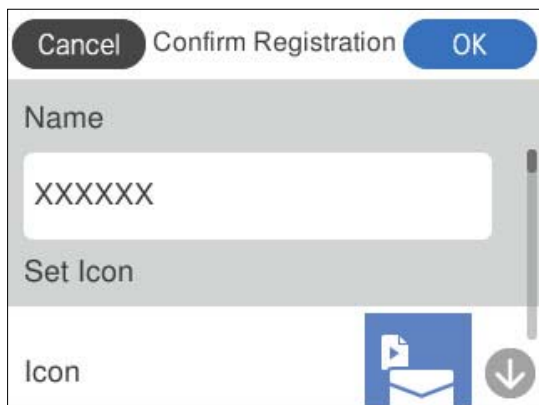 Cancel Confirm Registration OK
Name
XXXXXX
Set Icon
Icon